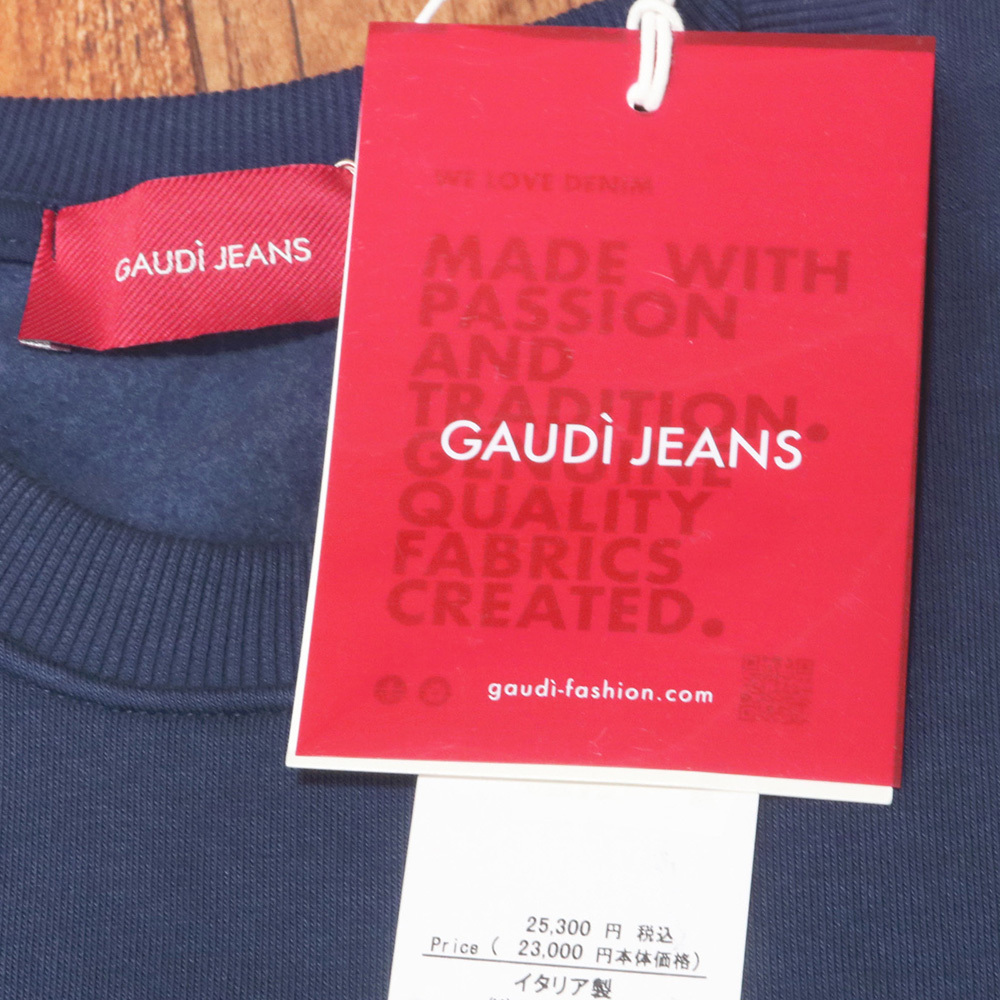 GAUDÌ JEANS
WE LOVE DENIM
MADE WITH
PASSION
AND
TRADITION.
GENUINE
QUALITY
FABRICS
CREATED.
GAUDÌ JEANS
gaudì-fashion.com
25,300 円 税込
Price ( 23,000 円本体価格)
イタリア製